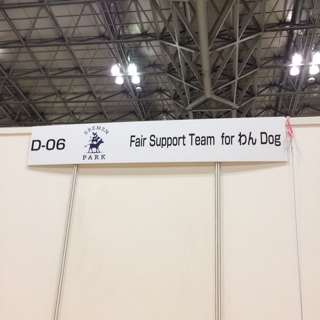 D-06
BREMEN
PARK
Fair Support Team for わん Dog